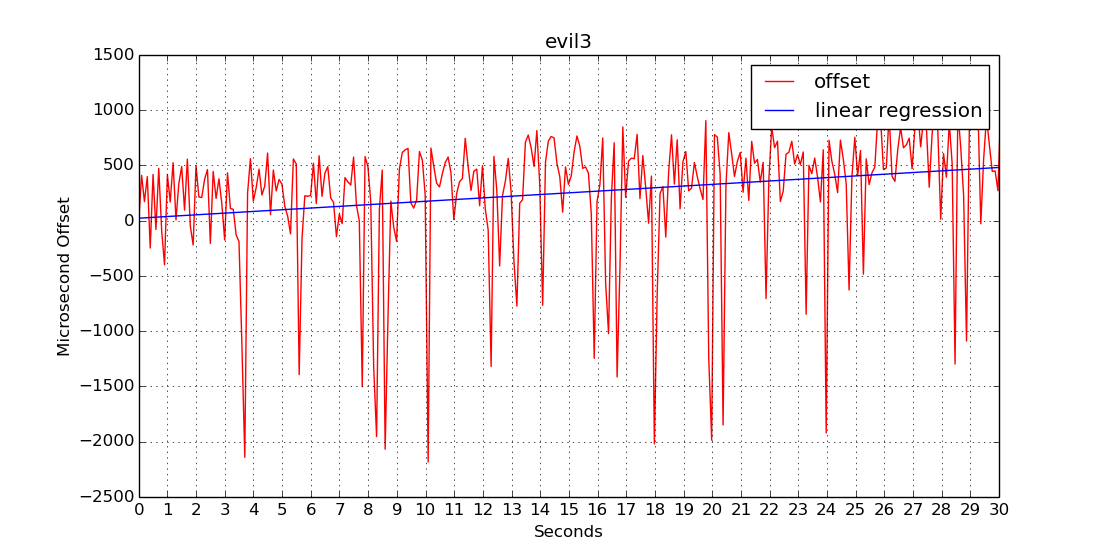 evil3
1500
1000
500
0
−500
−1000
−1500
−2000
−2500
Microsecond Offset
offset
linear regression
0 1 2 3 4 5 6 7 8 9 10 11 12 13 14 15 16 17 18 19 20 21 22 23 24 25 26 27 28 29 30
Seconds